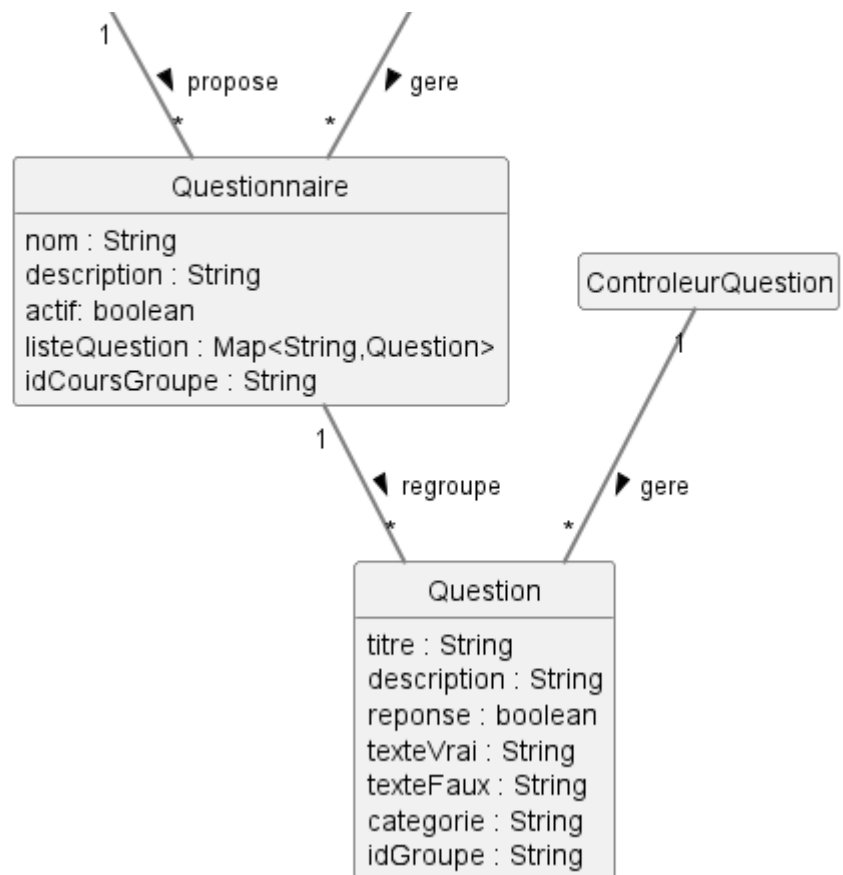 1
propose
gere
*
*
Questionnaire
nom : String
description : String
actif: boolean
listeQuestion : Map<String,Question>
idCoursGroupe : String
ControleurQuestion
1
1
regroupe
gere
*
*
Question
titre : String
description : String
reponse : boolean
texteVrai : String
texteFaux : String
categorie : String
idGroupe : String